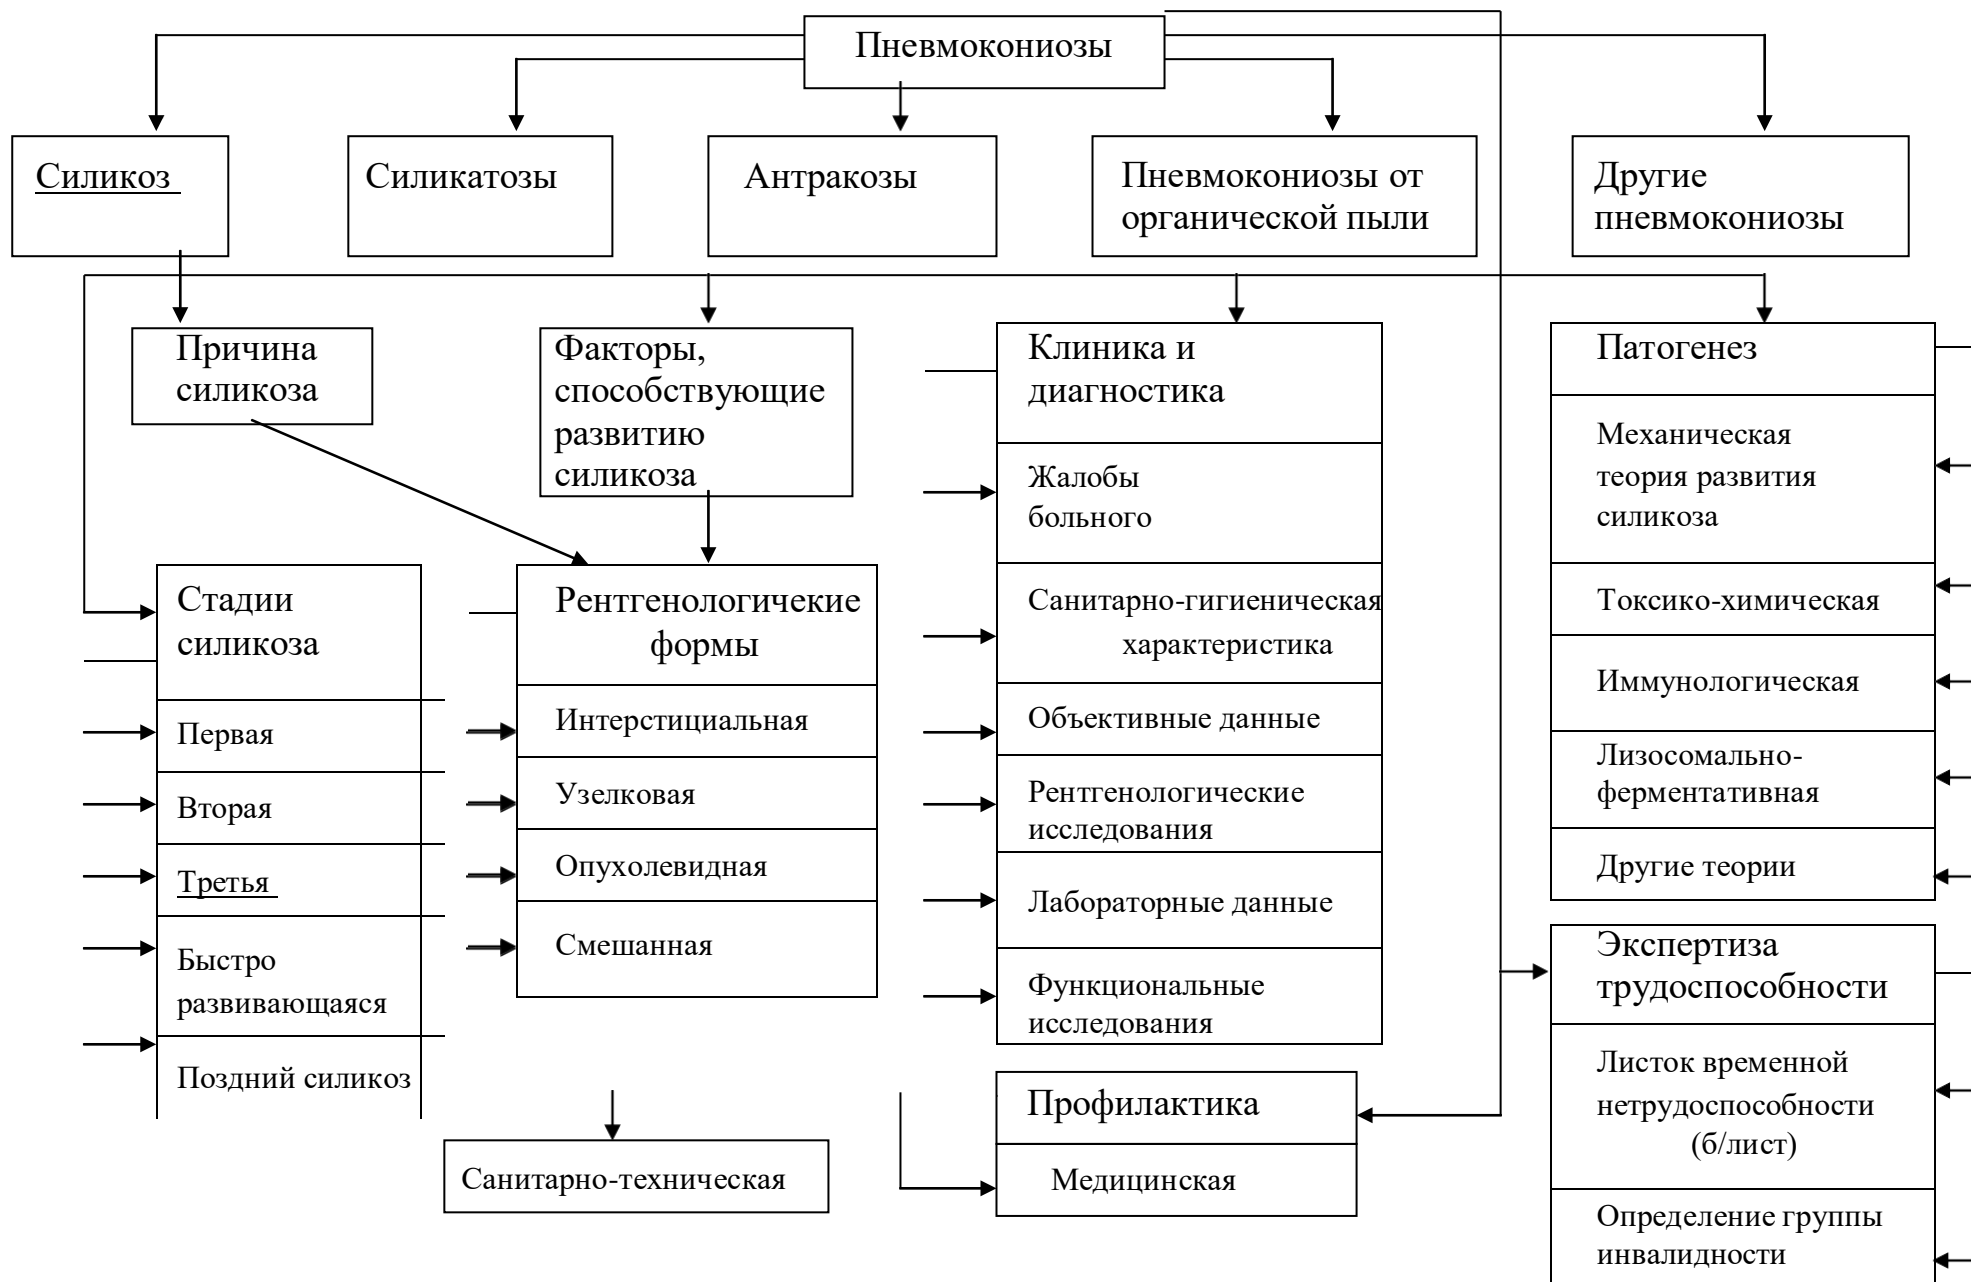 Пневмокониозы
Силикоз
Силикатозы
Антракозы
Пневмокониозы от
органической пыли
Другие
пневмокониозы
Причина
силикоза
Факторы,
способствующие
развитию
силикоза
Клиника и
диагностика
Жалобы
больного
Санитарно-гигиеническая
характеристика
Объективные данные
Рентгенологические
исследования
Лабораторные данные
Функциональные
исследования
Патогенез
Механическая
теория развития
силикоза
Токсико-химическая
Иммунологическая
Лизосомально-
ферментативная
Другие теории
Стадии
силикоза
Первая
Вторая
Третья
Быстро
развивающаяся
Поздний силикоз
Рентгенологичекие
формы
Интерстициальная
Узелковая
Опухолевидная
Смешанная
Экспертиза
трудоспособности
Листок временной
нетрудоспособности
(б/лист)
Определение группы
инвалидности
Профилактика
Медицинская
Санитарно-техническая